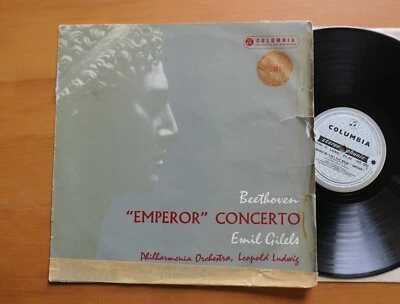 COLUMBIA
Beethoven
"EMPEROR" CONCERTO
Emil Gilels
Philharmonia Orchestra, Leopold Ludwig
COLUMBIA